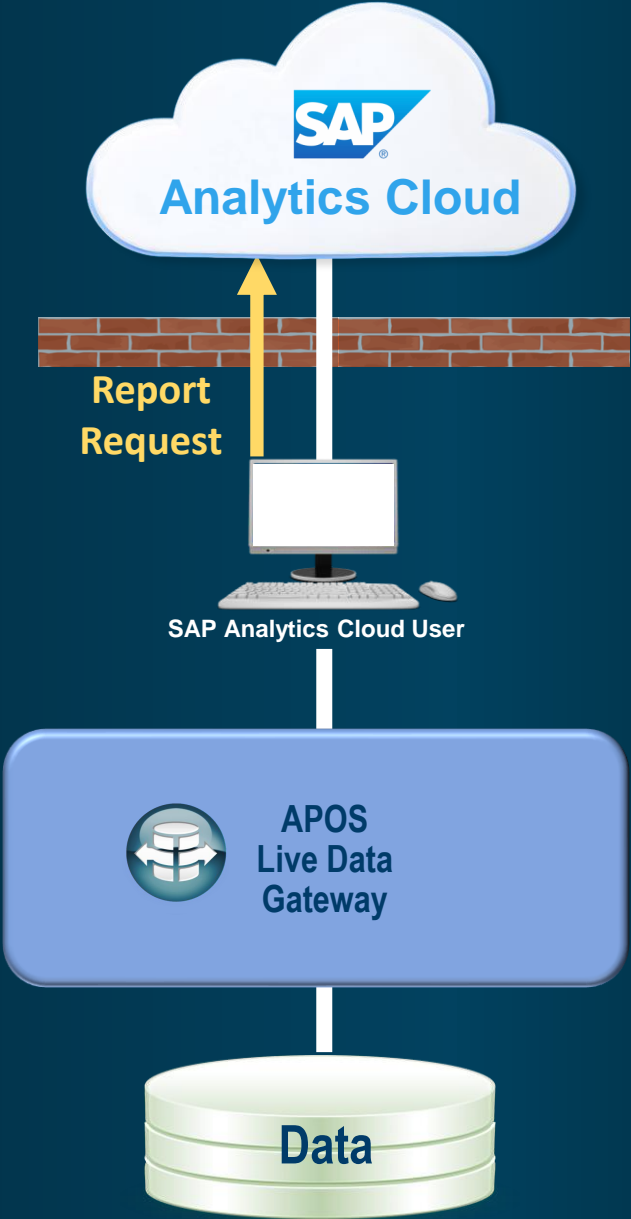 SAP
®
Analytics Cloud
Report
Request
SAP Analytics Cloud User
APOS
Live Data
Gateway
Data